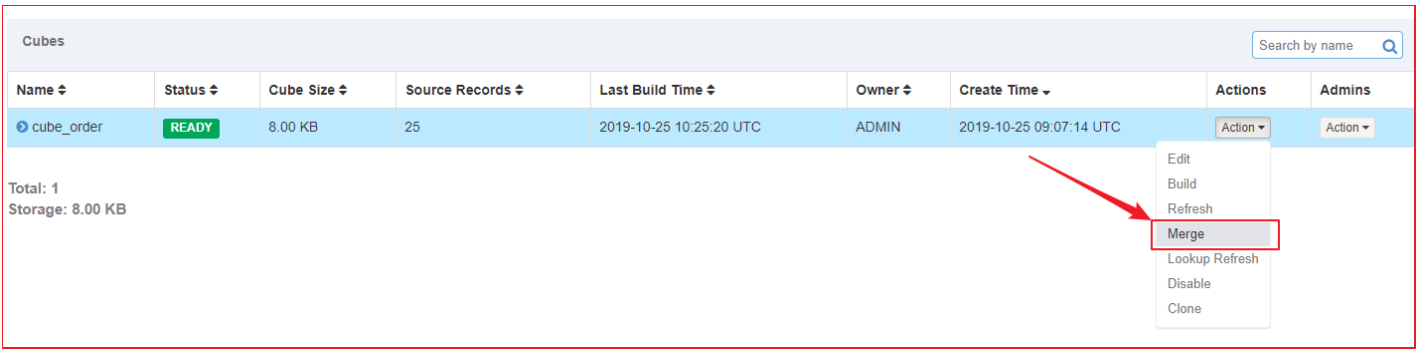 Cubes
Search by name
Name Status Cube Size Source Records Last Build Time Owner Create Time Actions Admins
cube_order READY 8.00 KB 25 2019-10-25 10:25:20 UTC ADMIN 2019-10-25 09:07:14 UTC Action Action
Total: 1
Storage: 8.00 KB
Edit
Build
Refresh
Merge
Lookup Refresh
Disable
Clone